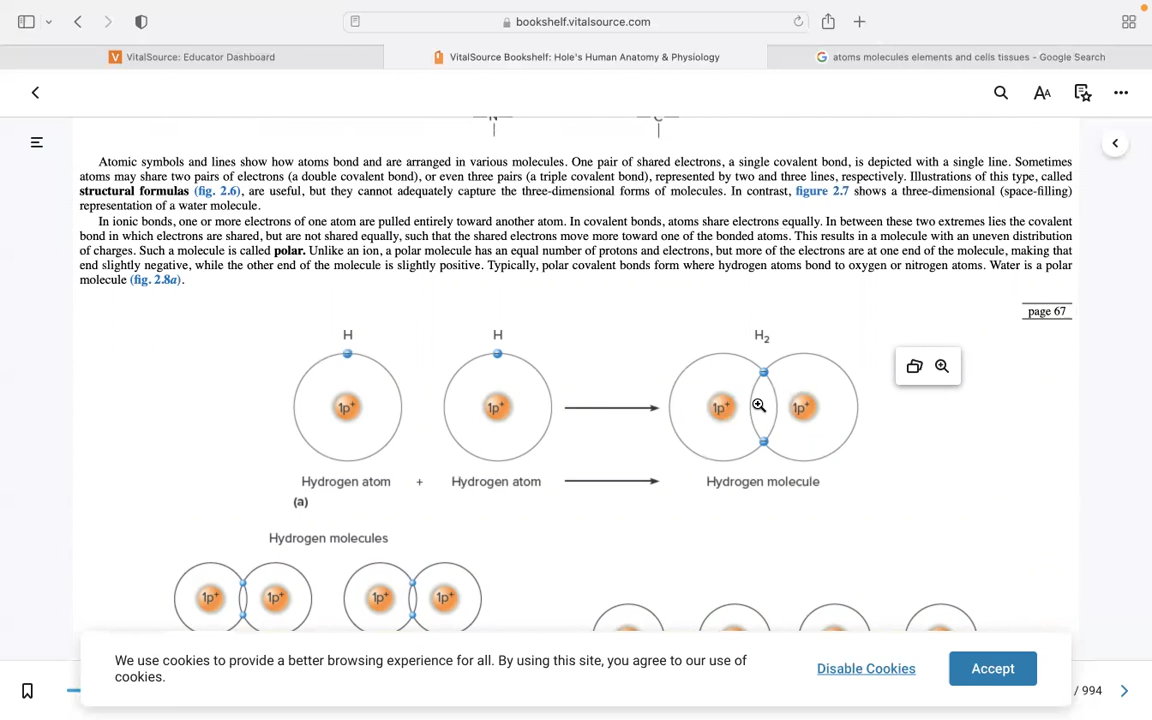 bookshelf.vitalsource.com
VitalSource: Educator Dashboard
VitalSource Bookshelf: Hole's Human Anatomy & Physiology
atoms molecules elements and cells tissues - Google Search
AA
—N— —C—
Atomic symbols and lines show how atoms bond and are arranged in various molecules. One pair of shared electrons, a single covalent bond, is depicted with a single line. Sometimes
atoms may share two pairs of electrons (a double covalent bond), or even three pairs (a triple covalent bond), represented by two and three lines, respectively. Illustrations of this type, called
structural formulas (fig. 2.6), are useful, but they cannot adequately capture the three-dimensional forms of molecules. In contrast, figure 2.7 shows a three-dimensional (space-filling)
representation of a water molecule.
In ionic bonds, one or more electrons of one atom are pulled entirely toward another atom. In covalent bonds, atoms share electrons equally. In between these two extremes lies the covalent
bond in which electrons are shared, but are not shared equally, such that the shared electrons move more toward one of the bonded atoms. This results in a molecule with an uneven distribution
of charges. Such a molecule is called polar. Unlike an ion, a polar molecule has an equal number of protons and electrons, but more of the electrons are at one end of the molecule, making that
end slightly negative, while the other end of the molecule is slightly positive. Typically, polar covalent bonds form where hydrogen atoms bond to oxygen or nitrogen atoms. Water is a polar
molecule (fig. 2.8a).
page 67
H H H₂
1p⁺ 1p⁺ 1p⁺ 1p⁺
Hydrogen atom + Hydrogen atom Hydrogen molecule
(a)
Hydrogen molecules
1p⁺ 1p⁺ 1p⁺ 1p⁺
We use cookies to provide a better browsing experience for all. By using this site, you agree to our use of
cookies.
Disable Cookies
Accept
/ 994